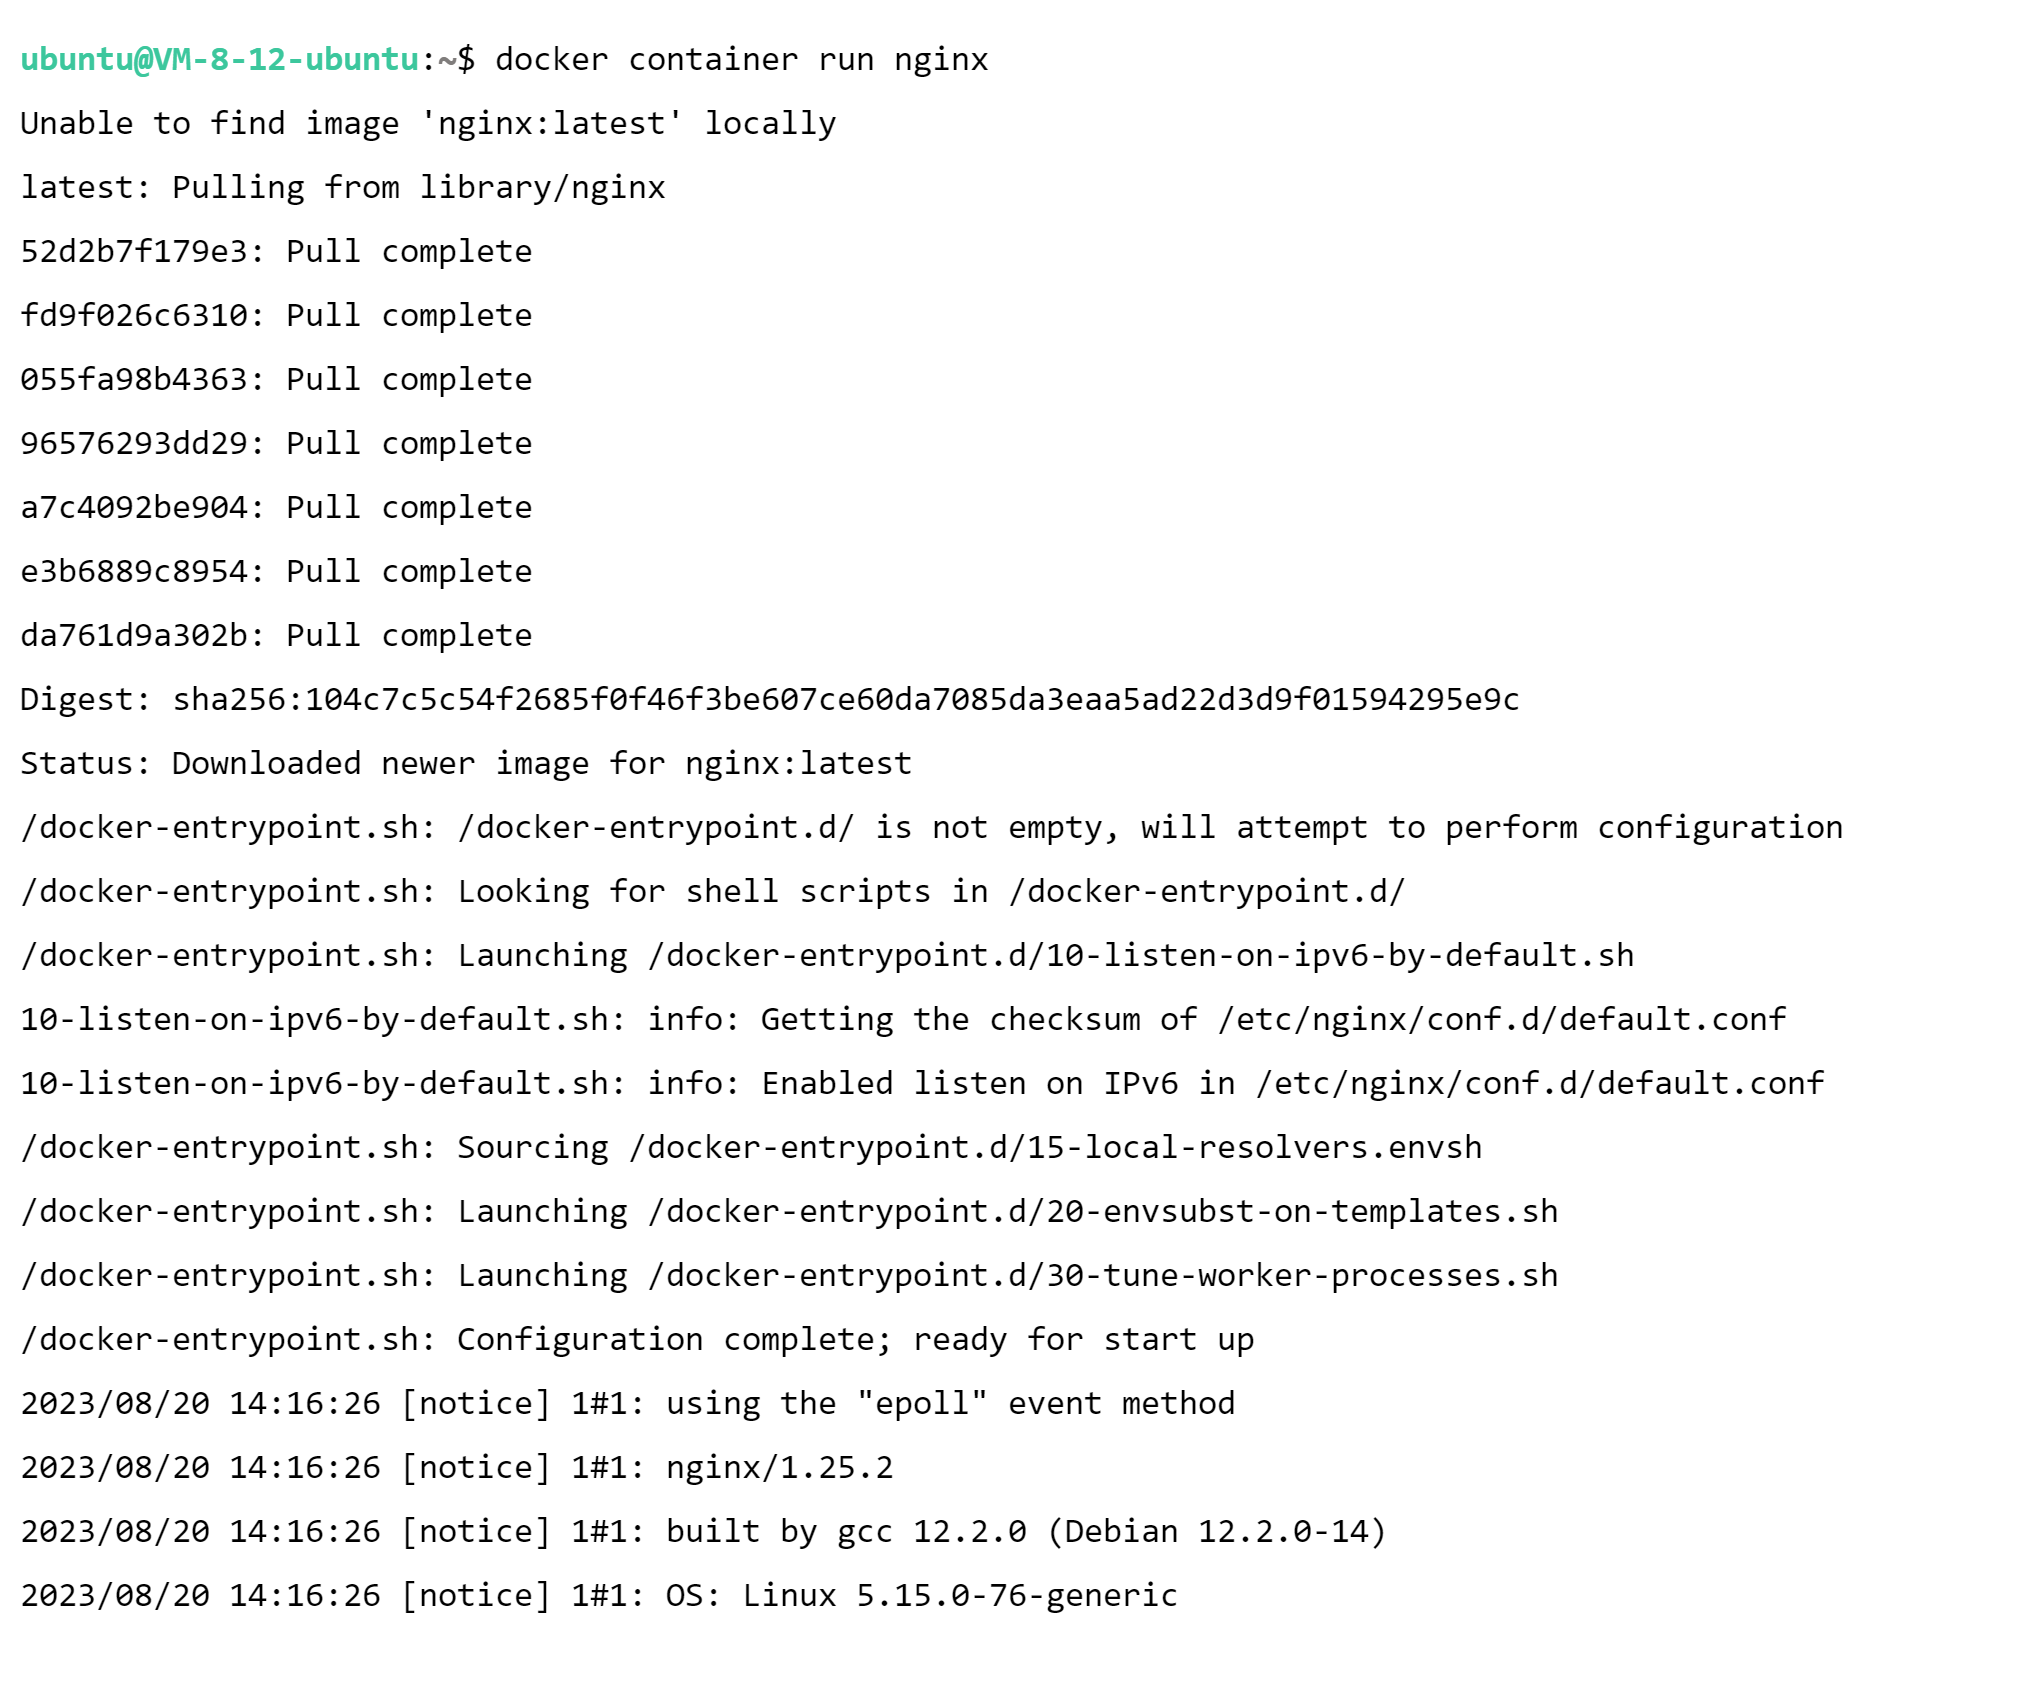 ubuntu@VM-8-12-ubuntu:~$ docker container run nginx
Unable to find image 'nginx:latest' locally
latest: Pulling from library/nginx
52d2b7f179e3: Pull complete
fd9f026c6310: Pull complete
055fa98b4363: Pull complete
96576293dd29: Pull complete
a7c4092be904: Pull complete
e3b6889c8954: Pull complete
da761d9a302b: Pull complete
Digest: sha256:104c7c5c54f2685f0f46f3be607ce60da7085da3eaa5ad22d3d9f01594295e9c
Status: Downloaded newer image for nginx:latest
/docker-entrypoint.sh: /docker-entrypoint.d/ is not empty, will attempt to perform configuration
/docker-entrypoint.sh: Looking for shell scripts in /docker-entrypoint.d/
/docker-entrypoint.sh: Launching /docker-entrypoint.d/10-listen-on-ipv6-by-default.sh
10-listen-on-ipv6-by-default.sh: info: Getting the checksum of /etc/nginx/conf.d/default.conf
10-listen-on-ipv6-by-default.sh: info: Enabled listen on IPv6 in /etc/nginx/conf.d/default.conf
/docker-entrypoint.sh: Sourcing /docker-entrypoint.d/15-local-resolvers.envsh
/docker-entrypoint.sh: Launching /docker-entrypoint.d/20-envsubst-on-templates.sh
/docker-entrypoint.sh: Launching /docker-entrypoint.d/30-tune-worker-processes.sh
/docker-entrypoint.sh: Configuration complete; ready for start up
2023/08/20 14:16:26 [notice] 1#1: using the "epoll" event method
2023/08/20 14:16:26 [notice] 1#1: nginx/1.25.2
2023/08/20 14:16:26 [notice] 1#1: built by gcc 12.2.0 (Debian 12.2.0-14)
2023/08/20 14:16:26 [notice] 1#1: OS: Linux 5.15.0-76-generic